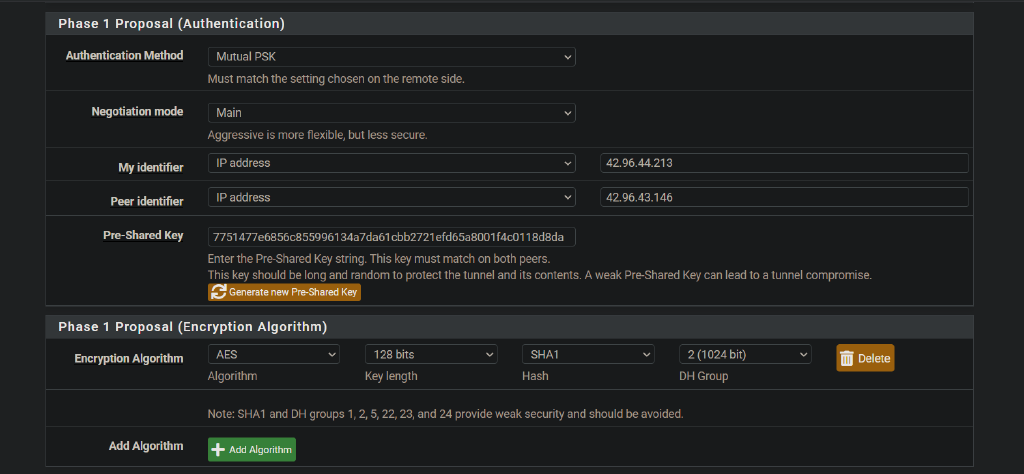 Phase 1 Proposal (Authentication)
Authentication Method Mutual PSK
Must match the setting chosen on the remote side.
Negotiation mode Main
Aggressive is more flexible, but less secure.
My identifier IP address 42.96.44.213
Peer identifier IP address 42.96.43.146
Pre-Shared Key 7751477e6856c855996134a7da61cbb2721efd65a8001f4c0118d8da
Enter the Pre-Shared Key string. This key must match on both peers.
This key should be long and random to protect the tunnel and its contents. A weak Pre-Shared Key can lead to a tunnel compromise.
Generate new Pre-Shared Key
Phase 1 Proposal (Encryption Algorithm)
Encryption Algorithm AES 128 bits SHA1 2 (1024 bit) Delete
Algorithm Key length Hash DH Group
Note: SHA1 and DH groups 1, 2, 5, 22, 23, and 24 provide weak security and should be avoided.
Add Algorithm Add Algorithm